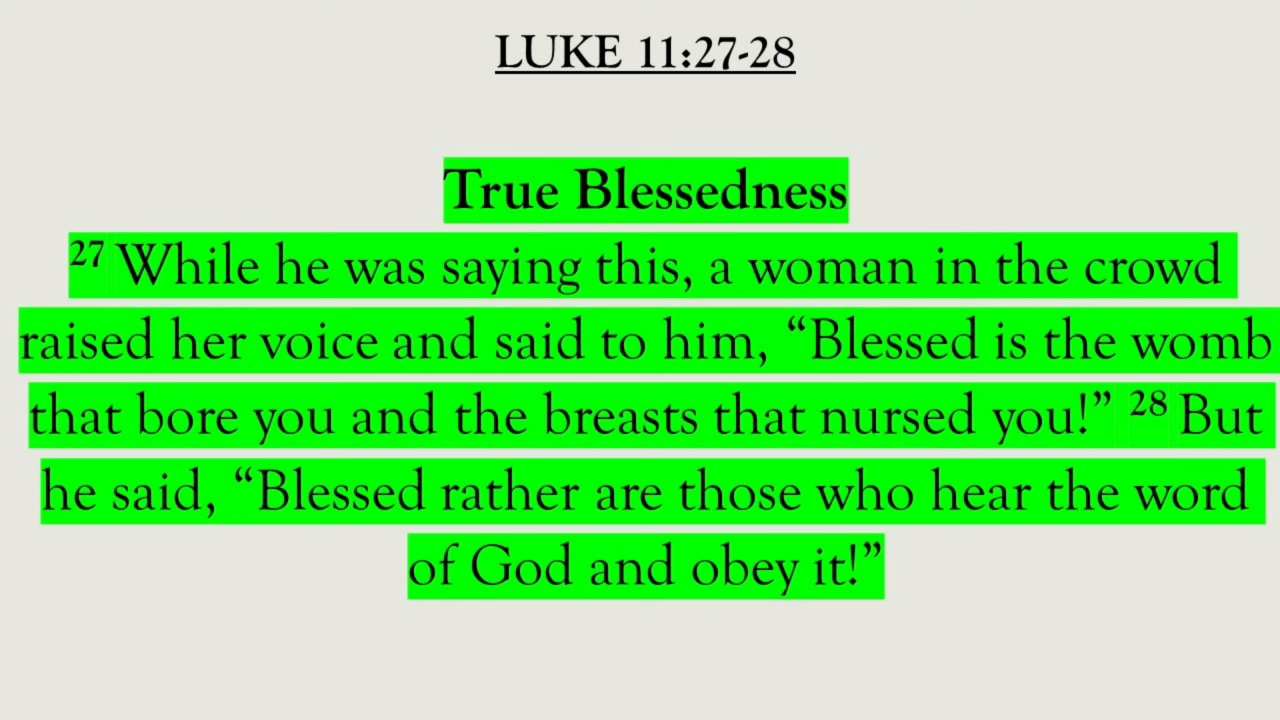 LUKE 11:27-28
True Blessedness
27 While he was saying this, a woman in the crowd
raised her voice and said to him, “Blessed is the womb
that bore you and the breasts that nursed you!” 28 But
he said, “Blessed rather are those who hear the word
of God and obey it!”